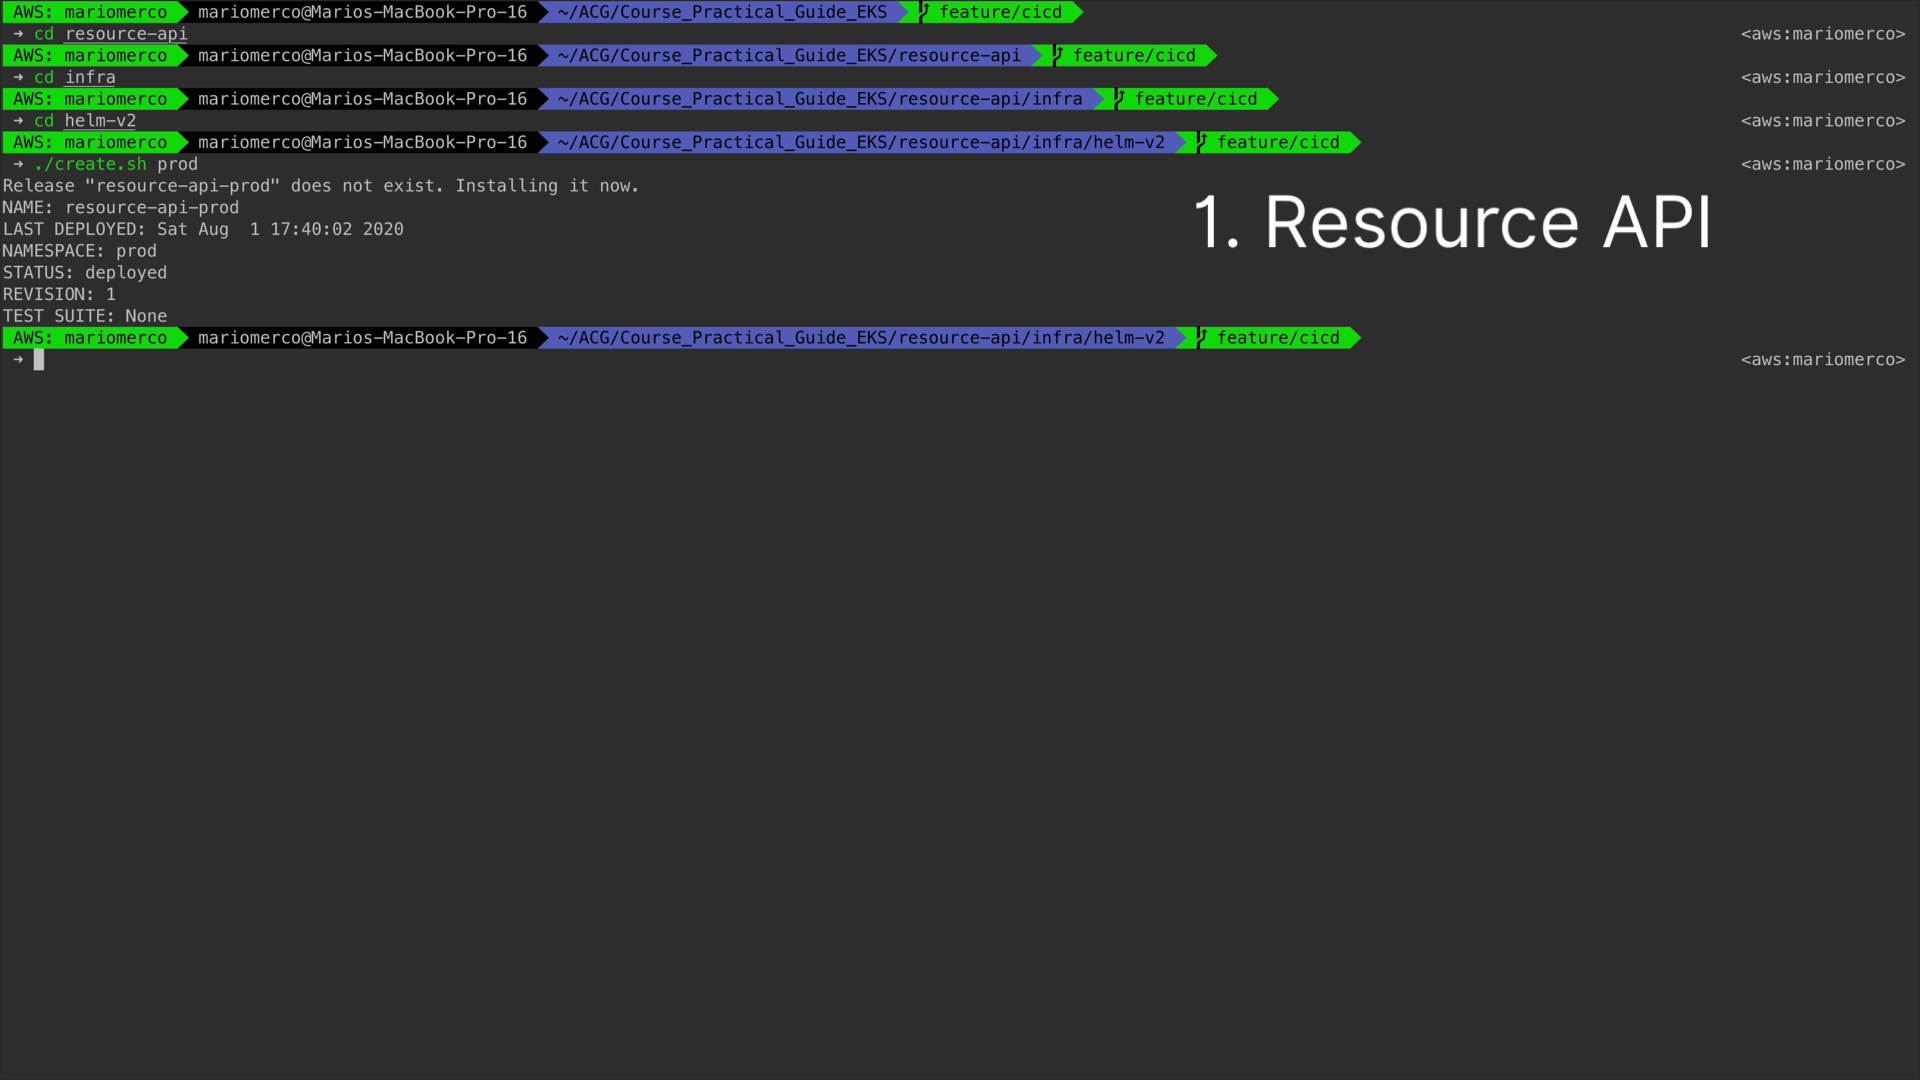 AWS: mariomerco mariomerco@Marios-MacBook-Pro-16 ~/ACG/Course_Practical_Guide_EKS feature/cicd
➜ cd resource-api <aws:mariomerco>
AWS: mariomerco mariomerco@Marios-MacBook-Pro-16 ~/ACG/Course_Practical_Guide_EKS/resource-api feature/cicd
➜ cd infra <aws:mariomerco>
AWS: mariomerco mariomerco@Marios-MacBook-Pro-16 ~/ACG/Course_Practical_Guide_EKS/resource-api/infra feature/cicd
➜ cd helm-v2 <aws:mariomerco>
AWS: mariomerco mariomerco@Marios-MacBook-Pro-16 ~/ACG/Course_Practical_Guide_EKS/resource-api/infra/helm-v2 feature/cicd
➜ ./create.sh prod <aws:mariomerco>
Release "resource-api-prod" does not exist. Installing it now.
NAME: resource-api-prod
1. Resource API
LAST DEPLOYED: Sat Aug  1 17:40:02 2020
NAMESPACE: prod
STATUS: deployed
REVISION: 1
TEST SUITE: None
AWS: mariomerco mariomerco@Marios-MacBook-Pro-16 ~/ACG/Course_Practical_Guide_EKS/resource-api/infra/helm-v2 feature/cicd
➜ <aws:mariomerco>